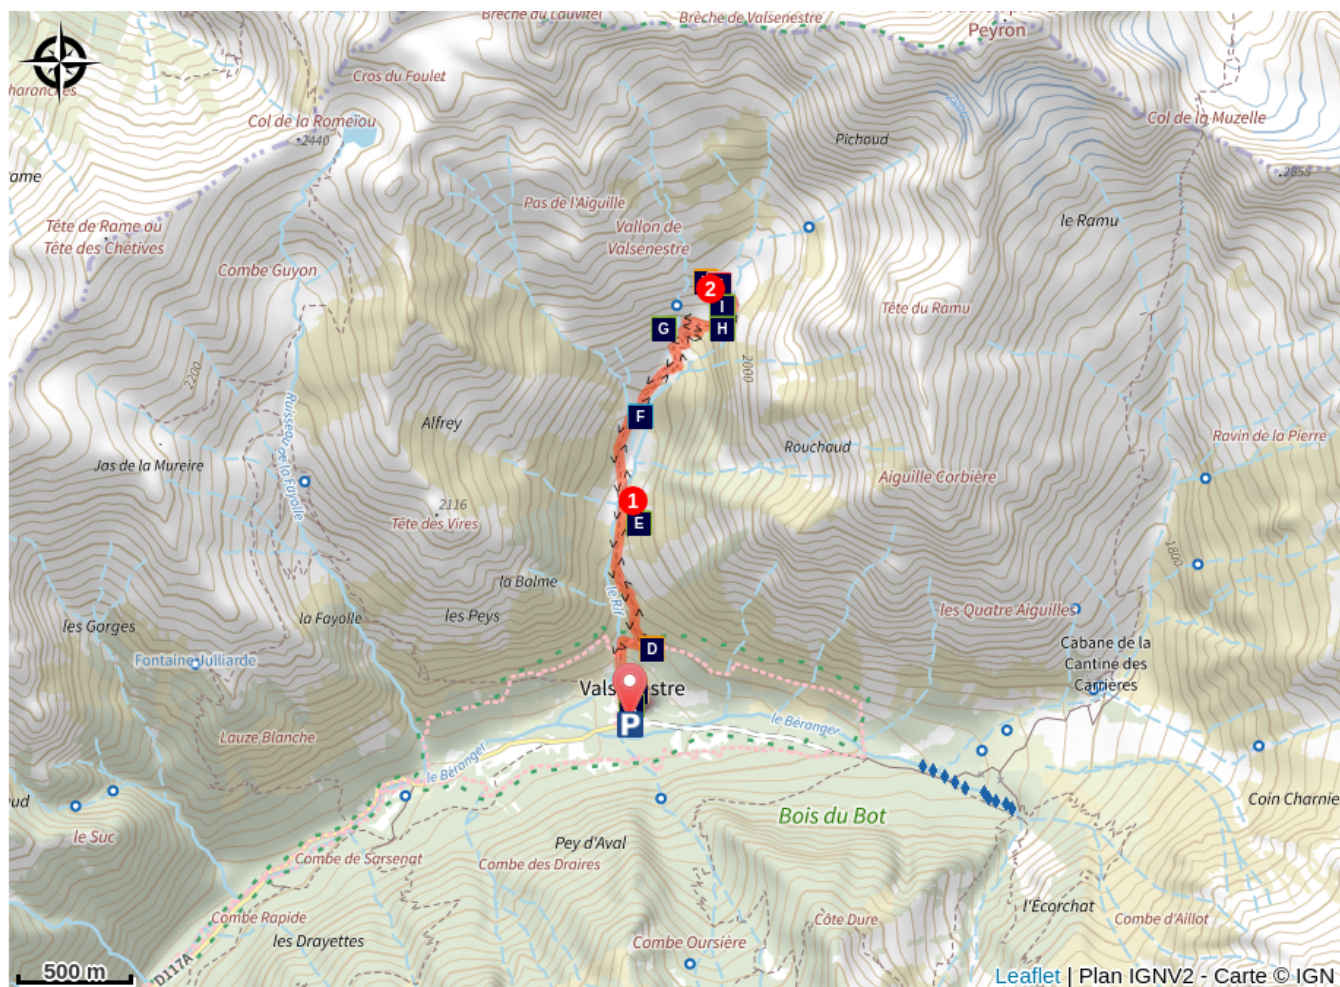 Brèche du Lauvitel
Brèche de Valsenestre
Peyron
Cros du Foulet
Col de la Romeïou
2440
Col de la Muzelle
Pichoud
2855
Pas de l'Aiguille
le Ramu
Tête de Rame ou
Tête des Chétives
Vallon de
Valsenestre
Combe Guyon
2
I
Tête du Ramu
G
H
2000
2200
F
Alfrey
Ruisseau de la Fayolle
Rouchaud
Ravin de la Pierre
Jas de la Mureire
Aiguille Corbière
2116
1
Tête des Vires
E
1800
la Balme
le Rif
les Peys
la Fayolle
les Quatre Aiguilles
les Gorges
D
Cabane de la
Cantine des
Carrières
Fontaine Julliarde
le Béranger
P
Lauze Blanche
le Béranger
Coin Charnie
Bois du Bot
le Suc
Pey d'Aval
Combe de Sarsenat
Combe des Draires
l'Ecorchat
Combe Rapide
Côte Dure
Combe d'Aillot
les Drayettes
Combe Oursière
D117A
500 m
Leaflet | Plan IGNV2 - Carte © IGN